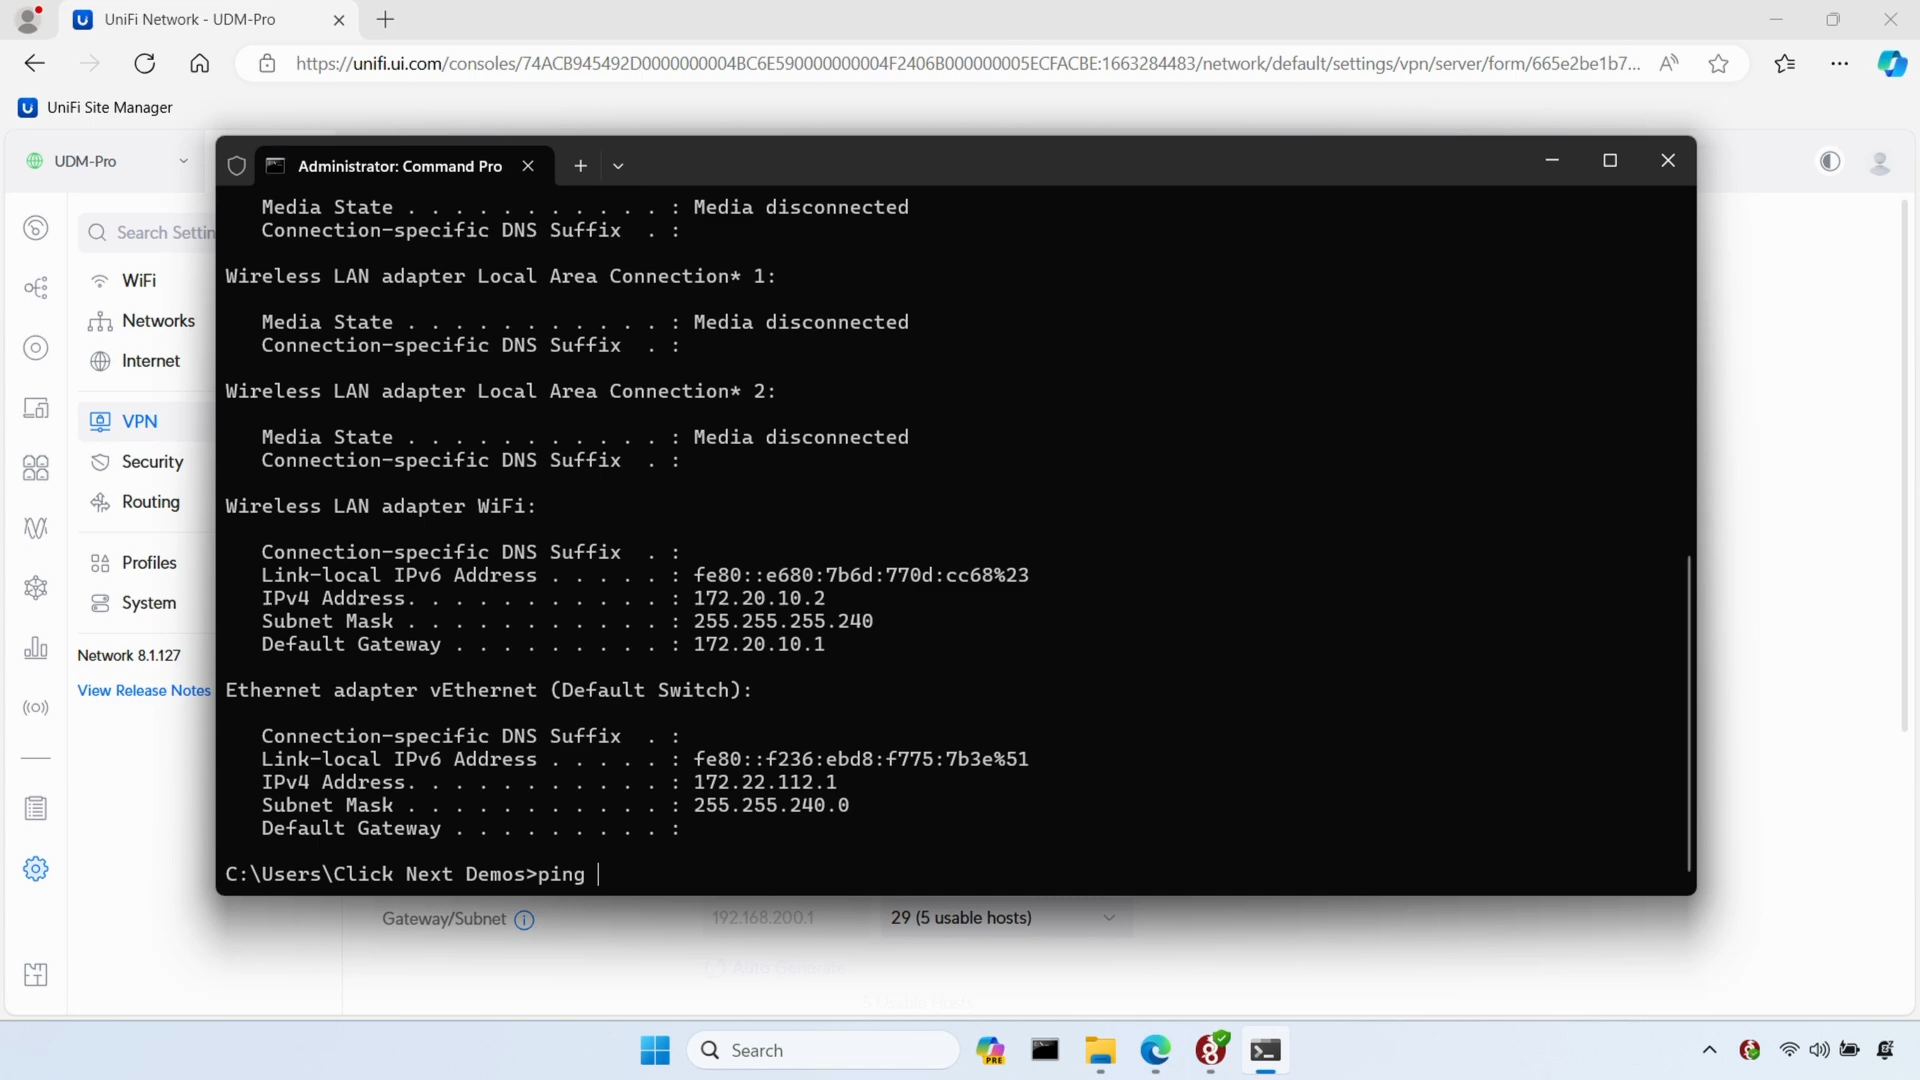 UniFi Network - UDM-Pro
https://unifi.ui.com/consoles/74ACB945492D0000000004BC6E590000000004F2406B000000005ECFACBE:1663284483/network/default/settings/vpn/server/form/665e2be1b7...
UniFi Site Manager
UDM-Pro
Administrator: Command Pro
Search Settin
WiFi
Networks
Internet
VPN
Security
Routing
Profiles
System
Network 8.1.127
View Release Notes
Media State . . . . . . . . . . . : Media disconnected
Connection-specific DNS Suffix  . :
Wireless LAN adapter Local Area Connection* 1:
Media State . . . . . . . . . . . : Media disconnected
Connection-specific DNS Suffix  . :
Wireless LAN adapter Local Area Connection* 2:
Media State . . . . . . . . . . . : Media disconnected
Connection-specific DNS Suffix  . :
Wireless LAN adapter WiFi:
Connection-specific DNS Suffix  . :
Link-local IPv6 Address . . . . . : fe80::e680:7b6d:770d:cc68%23
IPv4 Address. . . . . . . . . . . : 172.20.10.2
Subnet Mask . . . . . . . . . . . : 255.255.255.240
Default Gateway . . . . . . . . . : 172.20.10.1
Ethernet adapter vEthernet (Default Switch):
Connection-specific DNS Suffix  . :
Link-local IPv6 Address . . . . . : fe80::f236:ebd8:f775:7b3e%51
IPv4 Address. . . . . . . . . . . : 172.22.112.1
Subnet Mask . . . . . . . . . . . : 255.255.240.0
Default Gateway . . . . . . . . . :
C:\Users\Click Next Demos>ping
Gateway/Subnet 192.168.200.1 29 (5 usable hosts)
Auto Generate
Search
PRE